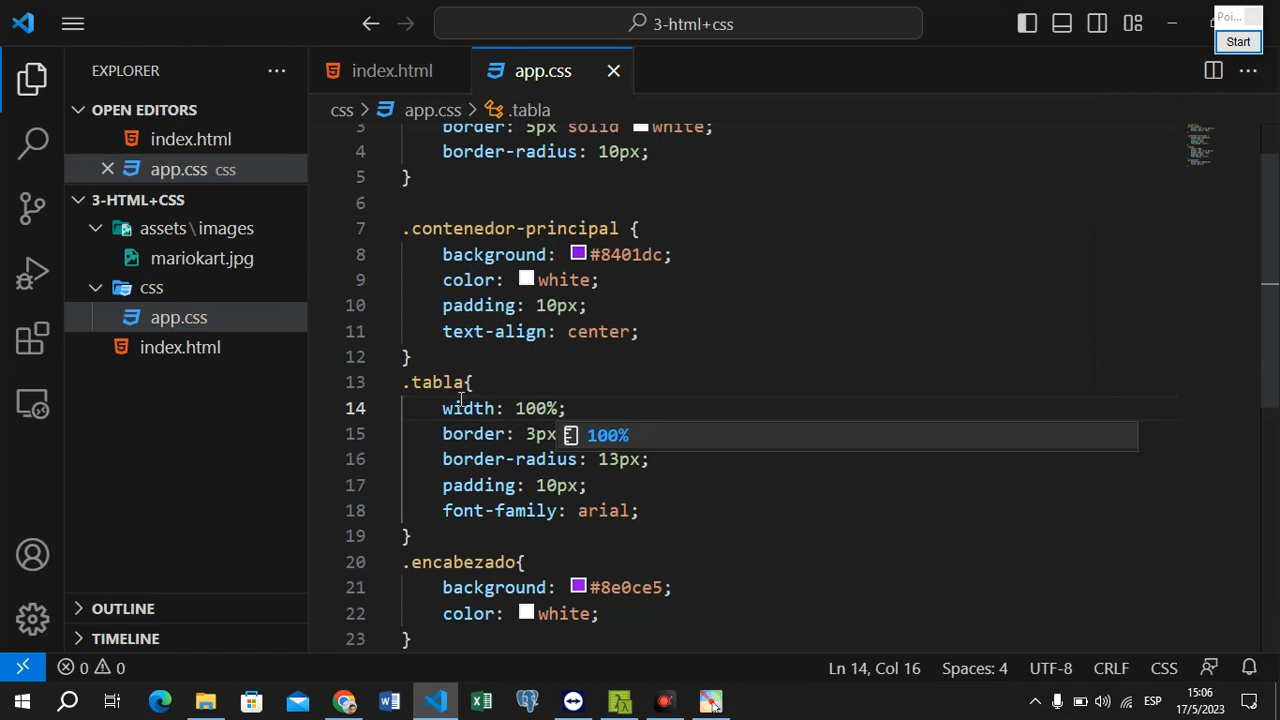 3-html+css
Poi...
Start
EXPLORER
index.html
app.css
OPEN EDITORS
index.html
app.css css
3-HTML+CSS
assets\images
mariokart.jpg
css
app.css
index.html
OUTLINE
TIMELINE
css > app.css > .tabla
3 border: 5px solid white;
4 border-radius: 10px;
5 }
6
7 .contenedor-principal {
8 background: #8401dc;
9 color: white;
10 padding: 10px;
11 text-align: center;
12 }
13 .tabla{
14 width: 100%;
15 border: 3px
100%
16 border-radius: 13px;
17 padding: 10px;
18 font-family: arial;
19 }
20 .encabezado{
21 background: #8e0ce5;
22 color: white;
23 }
0 0
Ln 14, Col 16
Spaces: 4
UTF-8
CRLF
CSS
ESP
15:06
17/5/2023